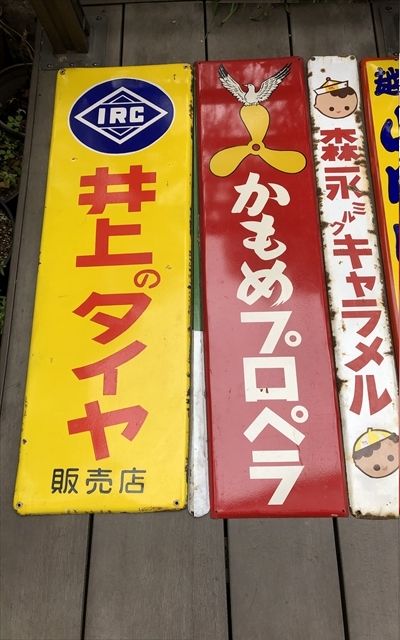 IRC
井上のタイヤ
販売店
かもめプロペラ
森永ミルクキャラメル